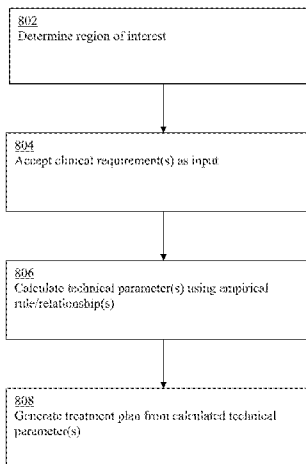 802
Determine region of interest
804
Accept clinical requirement(s) as input
806
Calculate technical parameter(s) using empirical
rule/relationship(s)
808
Generate treatment plan from calculated technical
parameter(s)